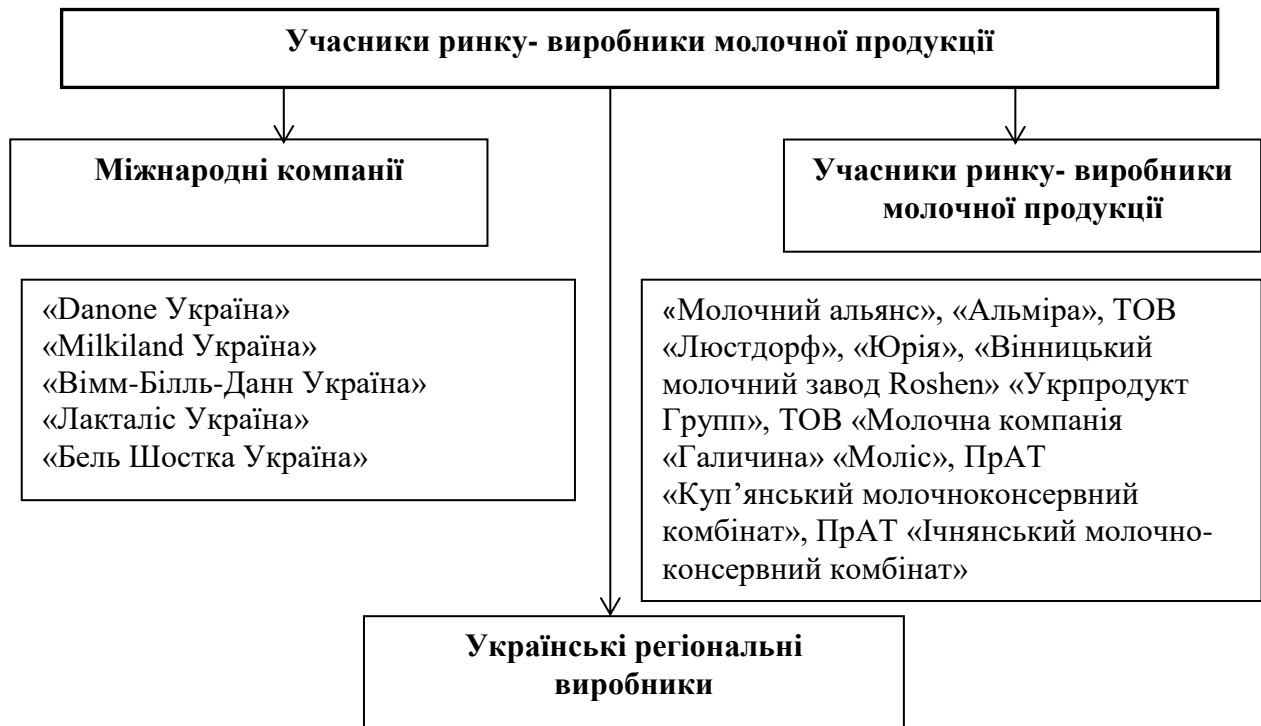 Учасники ринку- виробники молочної продукції
Міжнародні компанії
Учасники ринку- виробники
молочної продукції
«Danone Україна»
«Milkiland Україна»
«Вімм-Білль-Данн Україна»
«Лакталіс Україна»
«Бель Шостка Україна»
«Молочний альянс», «Альміра», ТОВ
«Люстдорф», «Юрія», «Вінницький
молочний завод Roshen» «Укрпродукт
Групп», ТОВ «Молочна компанія
«Галичина» «Моліс», ПрАТ
«Куп’янський молочноконсервний
комбінат», ПрАТ «Ічнянський молочно-
консервний комбінат»
Українські регіональні
виробники